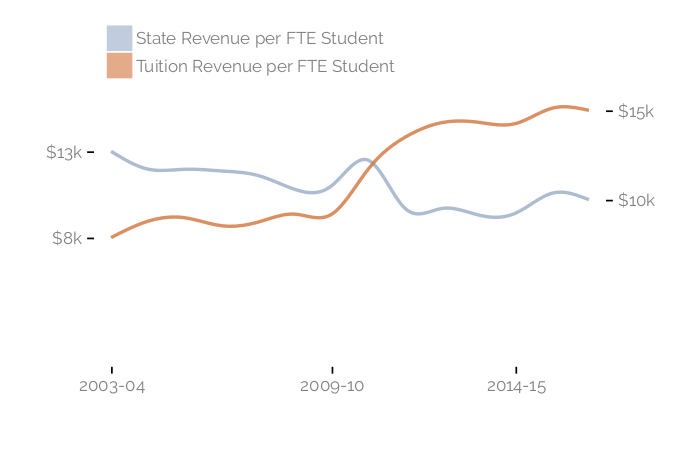 State Revenue per FTE Student
Tuition Revenue per FTE Student
$15k
$13k
$10k
$8k
2003-04 2009-10 2014-15